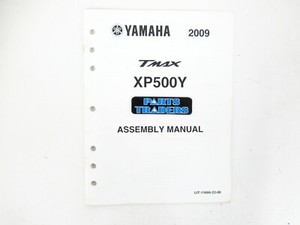 YAMAHA 2009
TMAX
XP500Y
PARTS
TRADERS
ASSEMBLY MANUAL